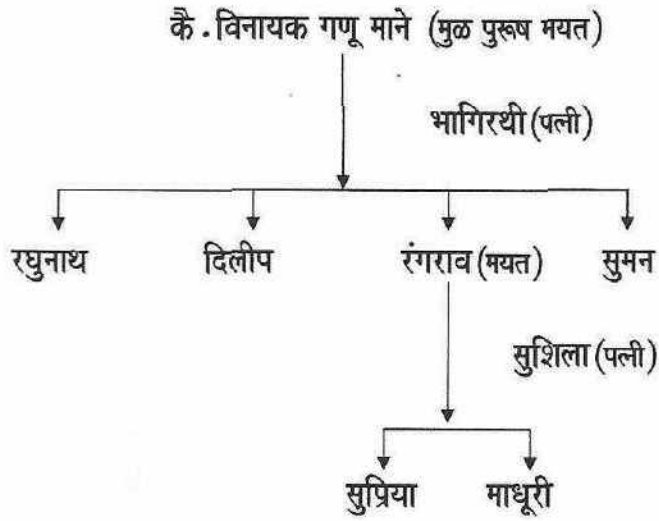 कै . विनायक गणू माने (मुळ पुरूष मयत)
भागिरथी (पत्नी)
रघुनाथ दिलीप रंगराव (मयत) सुमन
सुशिला (पत्नी)
सुप्रिया माधूरी